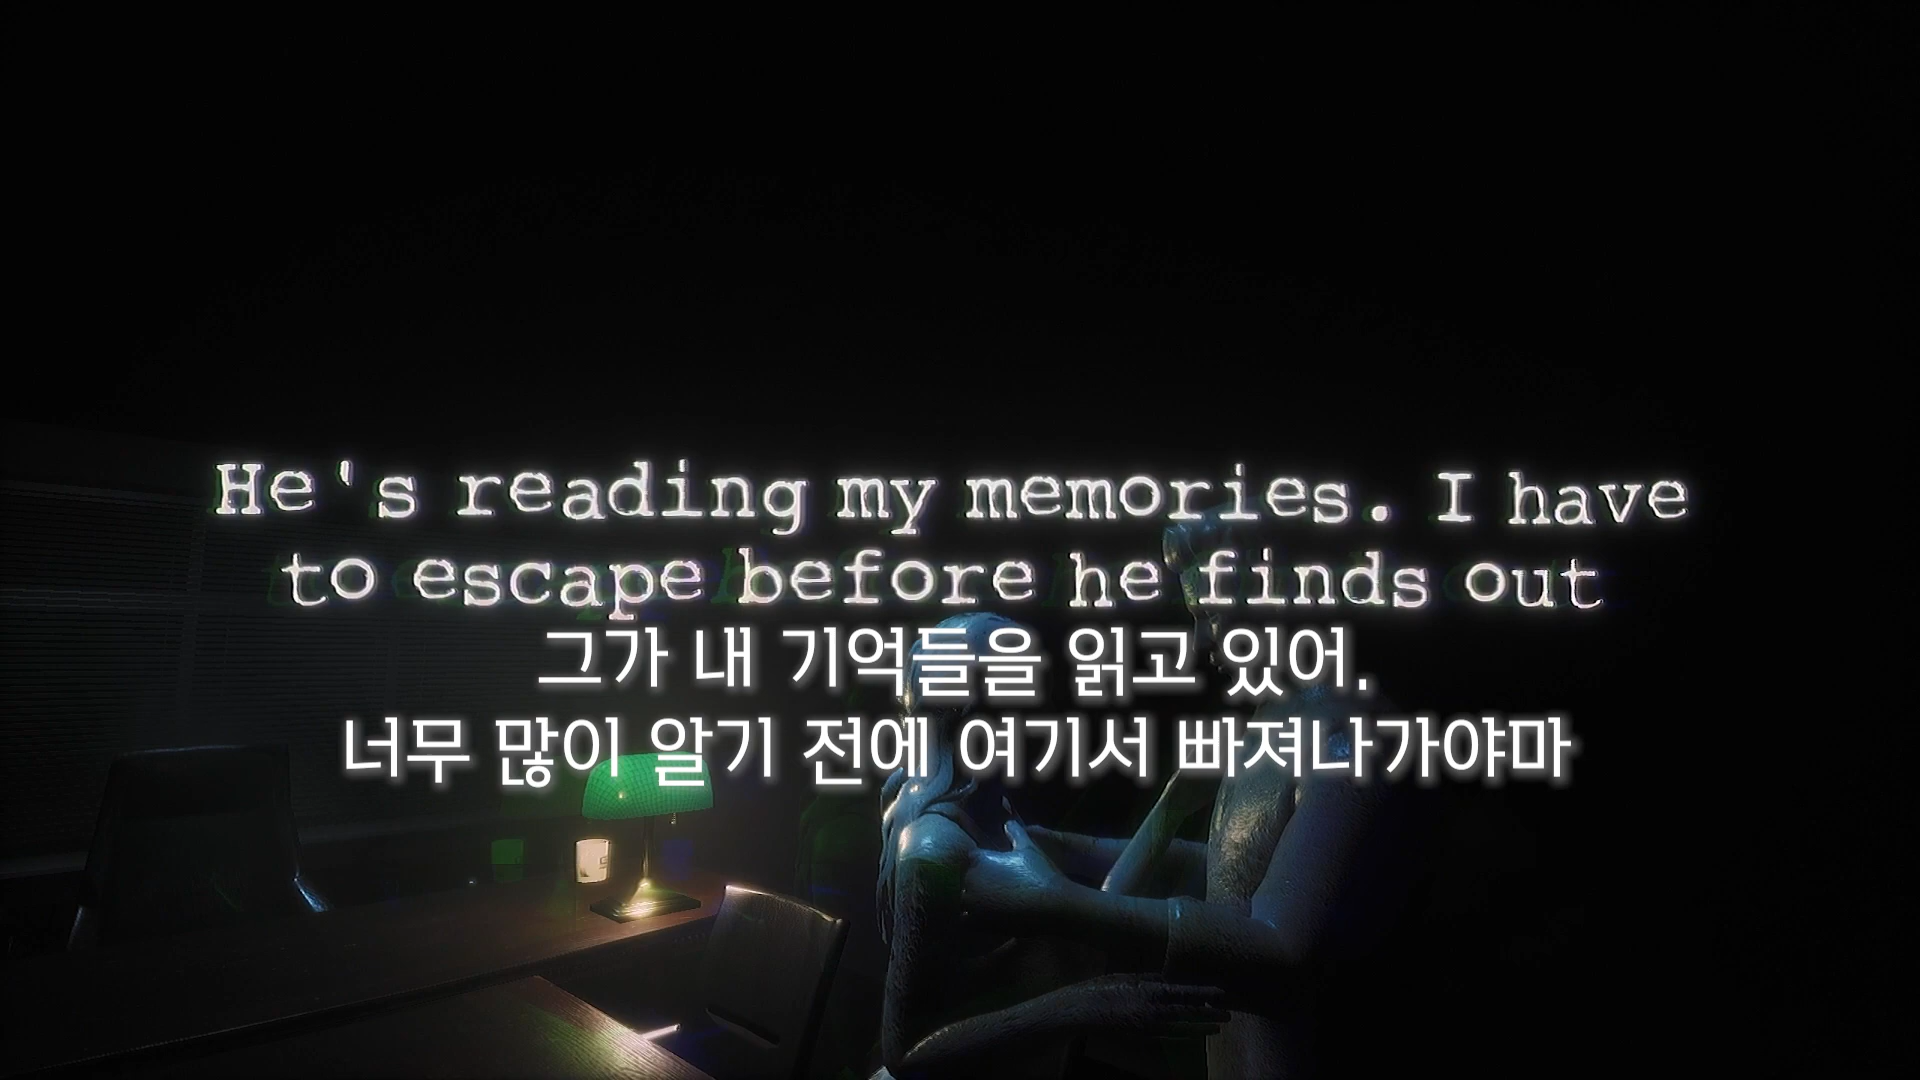 He's reading my memories. I have
to escape before he finds out
그가 내 기억들을 읽고 있어.
너무 많이 알기 전에 여기서 빠져나가야마